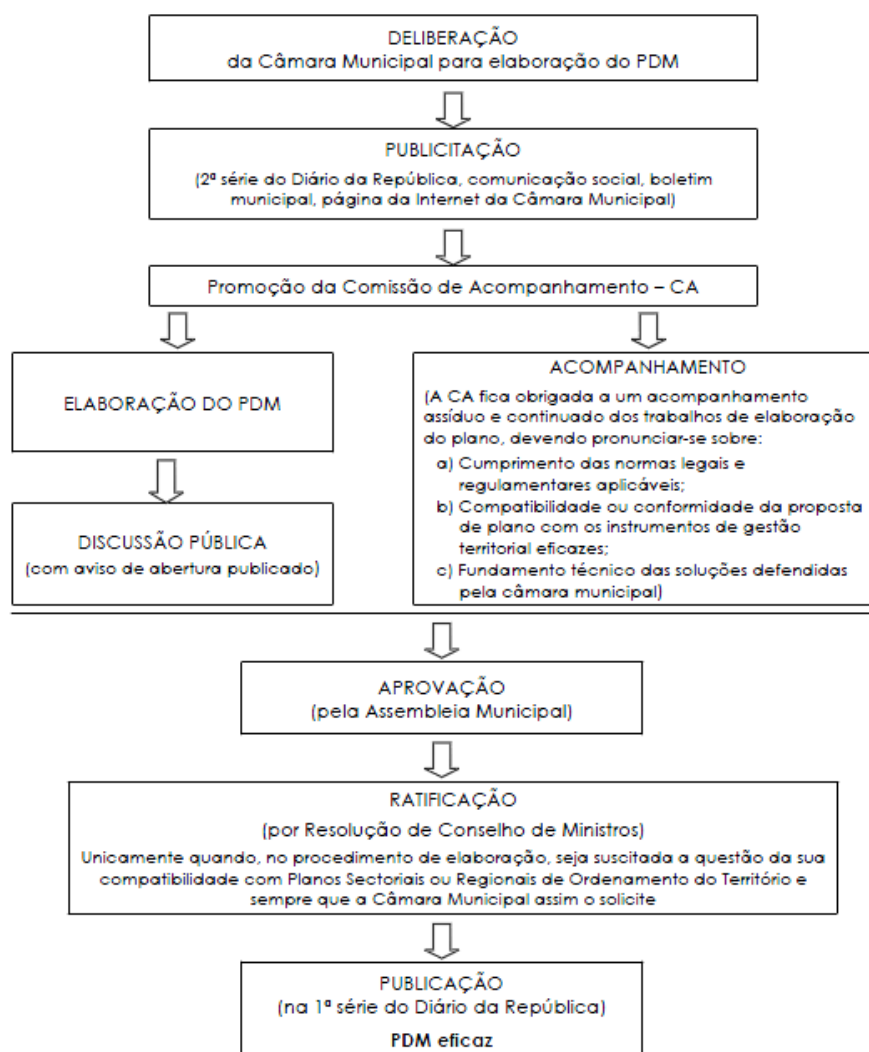 DELIBERAÇÃO
da Câmara Municipal para elaboração do PDM
PUBLICITAÇÃO
(2ª série do Diário da República, comunicação social, boletim
municipal, página da Internet da Câmara Municipal)
Promoção da Comissão de Acompanhamento – CA
ELABORAÇÃO DO PDM
DISCUSSÃO PÚBLICA
(com aviso de abertura publicado)
ACOMPANHAMENTO
(A CA fica obrigada a um acompanhamento
assíduo e continuado dos trabalhos de elaboração
do plano, devendo pronunciar-se sobre:
a) Cumprimento das normas legais e
regulamentares aplicáveis;
b) Compatibilidade ou conformidade da proposta
de plano com os instrumentos de gestão
territorial eficazes;
c) Fundamento técnico das soluções defendidas
pela câmara municipal)
APROVAÇÃO
(pela Assembleia Municipal)
RATIFICAÇÃO
(por Resolução de Conselho de Ministros)
Unicamente quando, no procedimento de elaboração, seja suscitada a questão da sua
compatibilidade com Planos Sectoriais ou Regionais de Ordenamento do Território e
sempre que a Câmara Municipal assim o solicite
PUBLICAÇÃO
(na 1ª série do Diário da República)
PDM eficaz